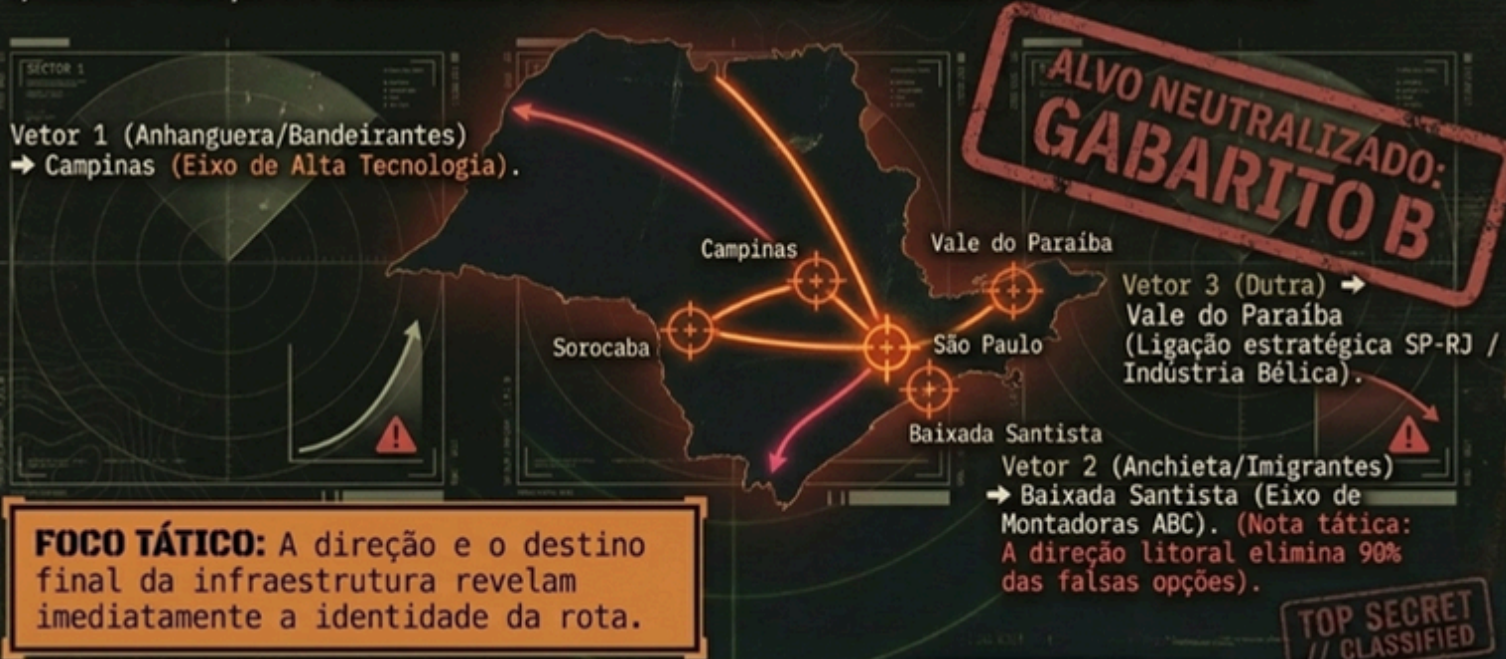 SECTOR 1
ALVO NEUTRALIZADO:
GABARITO B
Vetor 1 (Anhanguera/Bandeirantes)
➔ Campinas (Eixo de Alta Tecnologia).
Campinas
Vale do Paraíba
Sorocaba
São Paulo
Baixada Santista
Vetor 3 (Dutra) ➔
Vale do Paraíba
(Ligação estratégica SP-RJ /
Indústria Bélica).
Vetor 2 (Anchieta/Imigrantes)
➔ Baixada Santista (Eixo de
Montadoras ABC). (Nota tática:
A direção litoral elimina 90%
das falsas opções).
FOCO TÁTICO: A direção e o destino
final da infraestrutura revelam
imediatamente a identidade da rota.
TOP SECRET
// CLASSIFIED